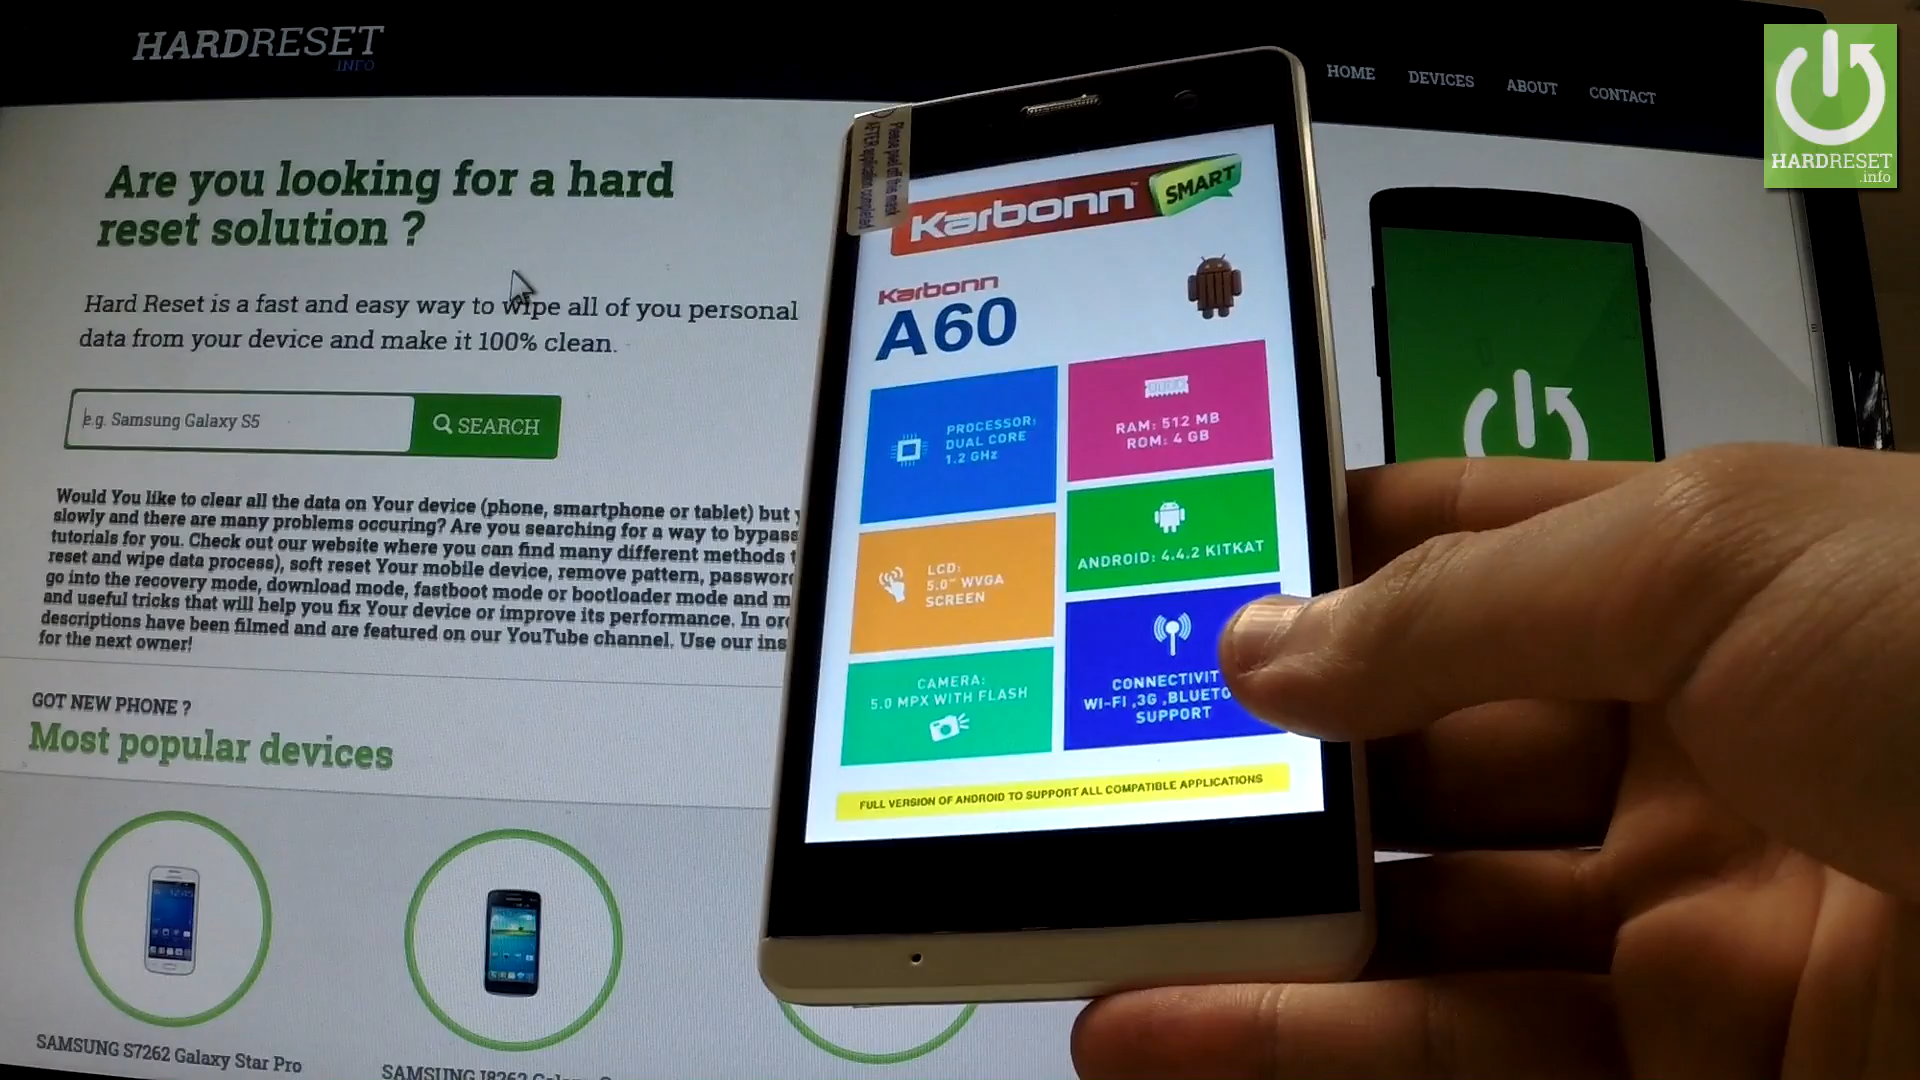 HARDRESET
.INFO
HOME DEVICES ABOUT CONTACT
HARDRESET
.info
Are you looking for a hard
reset solution ?
Hard Reset is a fast and easy way to wipe all of you personal
data from your device and make it 100% clean.
e.g. Samsung Galaxy S5
SEARCH
Would You like to clear all the data on Your device (phone, smartphone or tablet) but
slowly and there are many problems occuring? Are you searching for a way to bypass
tutorials for you. Check out our website where you can find many different methods
reset and wipe data process), soft reset Your mobile device, remove pattern, password
go into the recovery mode, download mode, fastboot mode or bootloader mode and
and useful tricks that will help you fix Your device or improve its performance. In
descriptions have been filmed and are featured on our YouTube channel. Use our
for the next owner!
GOT NEW PHONE ?
Most popular devices
SAMSUNG S7262 Galaxy Star Pro
SAMSUNG I8262
Please peel off this mask
AFTER application completed
Karbonn SMART
Karbonn
A60
PROCESSOR:
DUAL CORE
1.2 GHz
RAM: 512 MB
ROM: 4 GB
LCD:
5.0" WVGA
SCREEN
ANDROID: 4.4.2 KITKAT
CAMERA:
5.0 MPX WITH FLASH
CONNECTIVIT
WI-FI ,3G ,BLUETO
SUPPORT
FULL VERSION OF ANDROID TO SUPPORT ALL COMPATIBLE APPLICATIONS